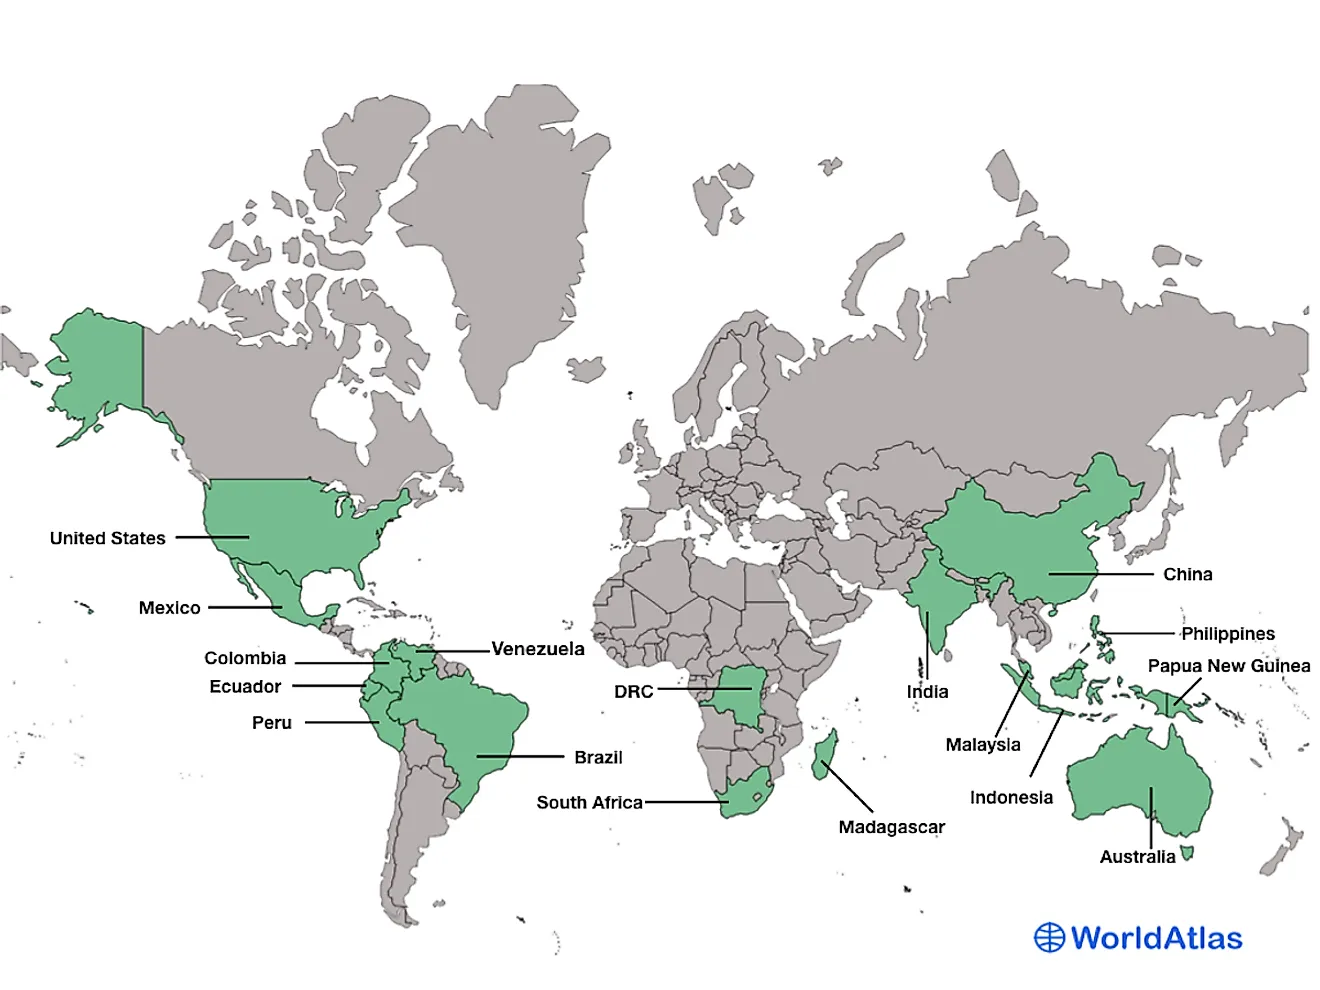 United States
China
Mexico
Philippines
Venezuela
Colombia
Papua New Guinea
Ecuador
DRC
India
Peru
Malaysia
Brazil
Indonesia
South Africa
Madagascar
Australia
WorldAtlas